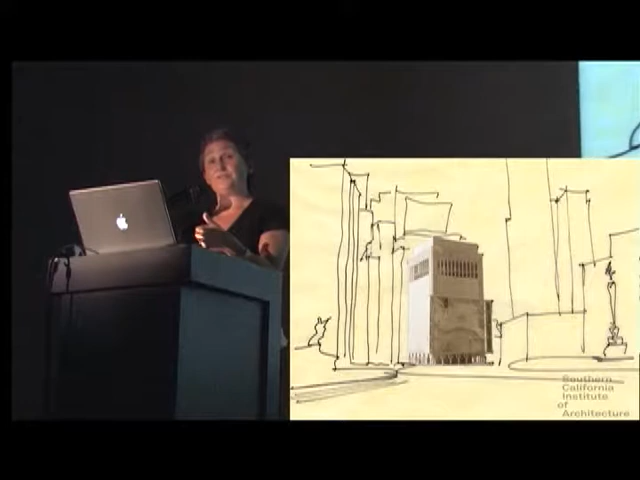 Southern
California
Institute
of
Architecture